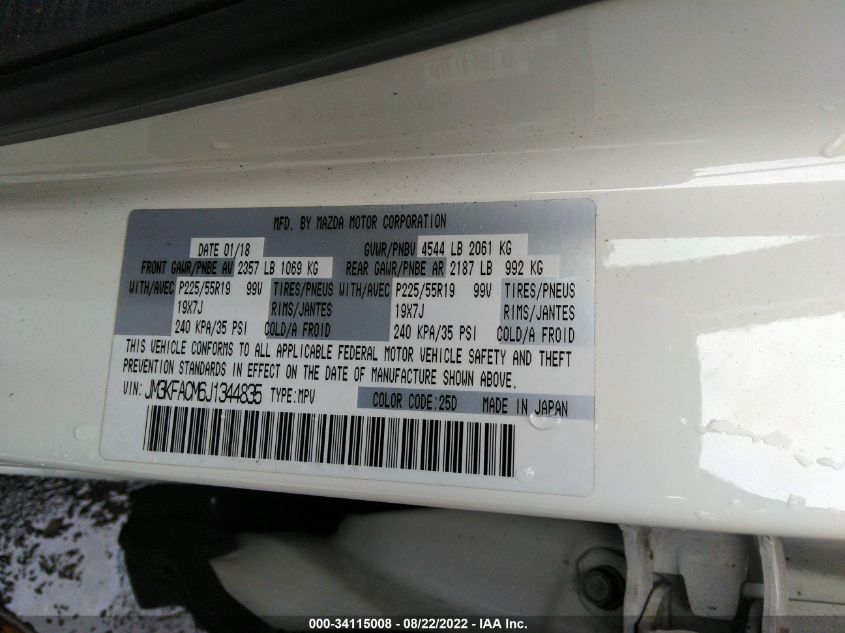 MFD. BY MAZDA MOTOR CORPORATION
DATE 01/18 GVWR/PNBV 4544 LB 2061 KG
FRONT GAWR/PNBE AV 2357 LB 1069 KG REAR GAWR/PNBE AR 2187 LB 992 KG
WITH/AVEC P225/55R19 99V TIRES/PNEUS WITH/AVEC P225/55R19 99V TIRES/PNEUS
19X7J RIMS/JANTES 19X7J RIMS/JANTES
240 KPA/35 PSI COLD/A FROID 240 KPA/35 PSI COLD/A FROID
THIS VEHICLE CONFORMS TO ALL APPLICABLE FEDERAL MOTOR VEHICLE SAFETY AND THEFT
PREVENTION STANDARDS IN EFFECT ON THE DATE OF MANUFACTURE SHOWN ABOVE.
VIN: JM3KFACM6J1344835 TYPE:MPV COLOR CODE:25D MADE IN JAPAN
000-34115008 - 08/22/2022 - IAA Inc.